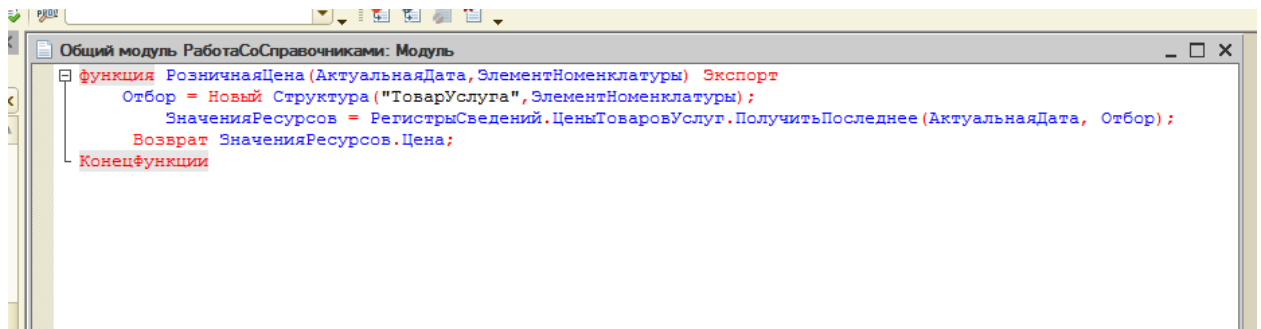 Общий модуль РаботаСоСправочниками: Модуль
функция РозничнаяЦена(АктуальнаяДата,ЭлементНоменклатуры) Экспорт
Отбор = Новый Структура("ТоварУслуга",ЭлементНоменклатуры);
ЗначенияРесурсов = РегистрыСведений.ЦеныТоваровУслуг.ПолучитьПоследнее(АктуальнаяДата, Отбор);
Возврат ЗначенияРесурсов.Цена;
КонецФункции